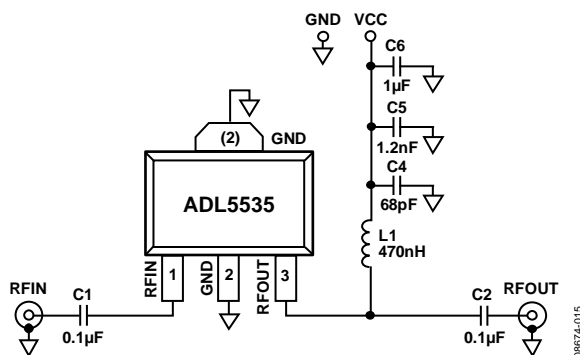 GND VCC
C6
1µF
C5
1.2nF
C4
68pF
L1
470nH
(2) GND
ADL5535
RFIN 1
GND 2
RFOUT 3
RFIN
C1
0.1µF
C2
0.1µF
RFOUT
08674-015